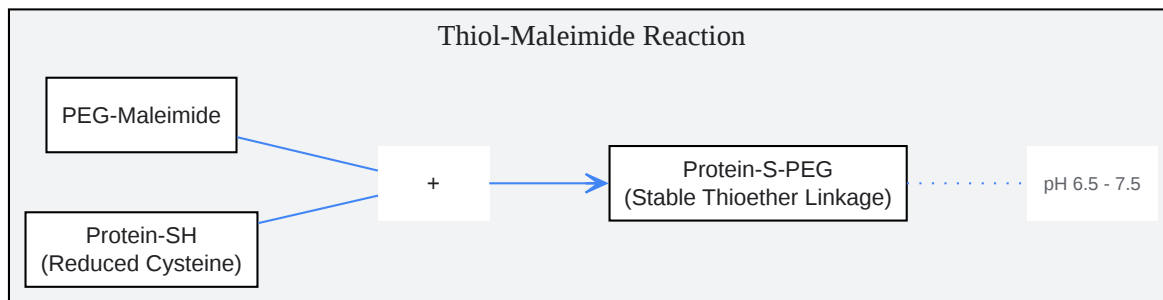 Thiol-Maleimide Reaction
PEG-Maleimide
Protein-SH
(Reduced Cysteine)
+
Protein-S-PEG
(Stable Thioether Linkage)
pH 6.5 - 7.5